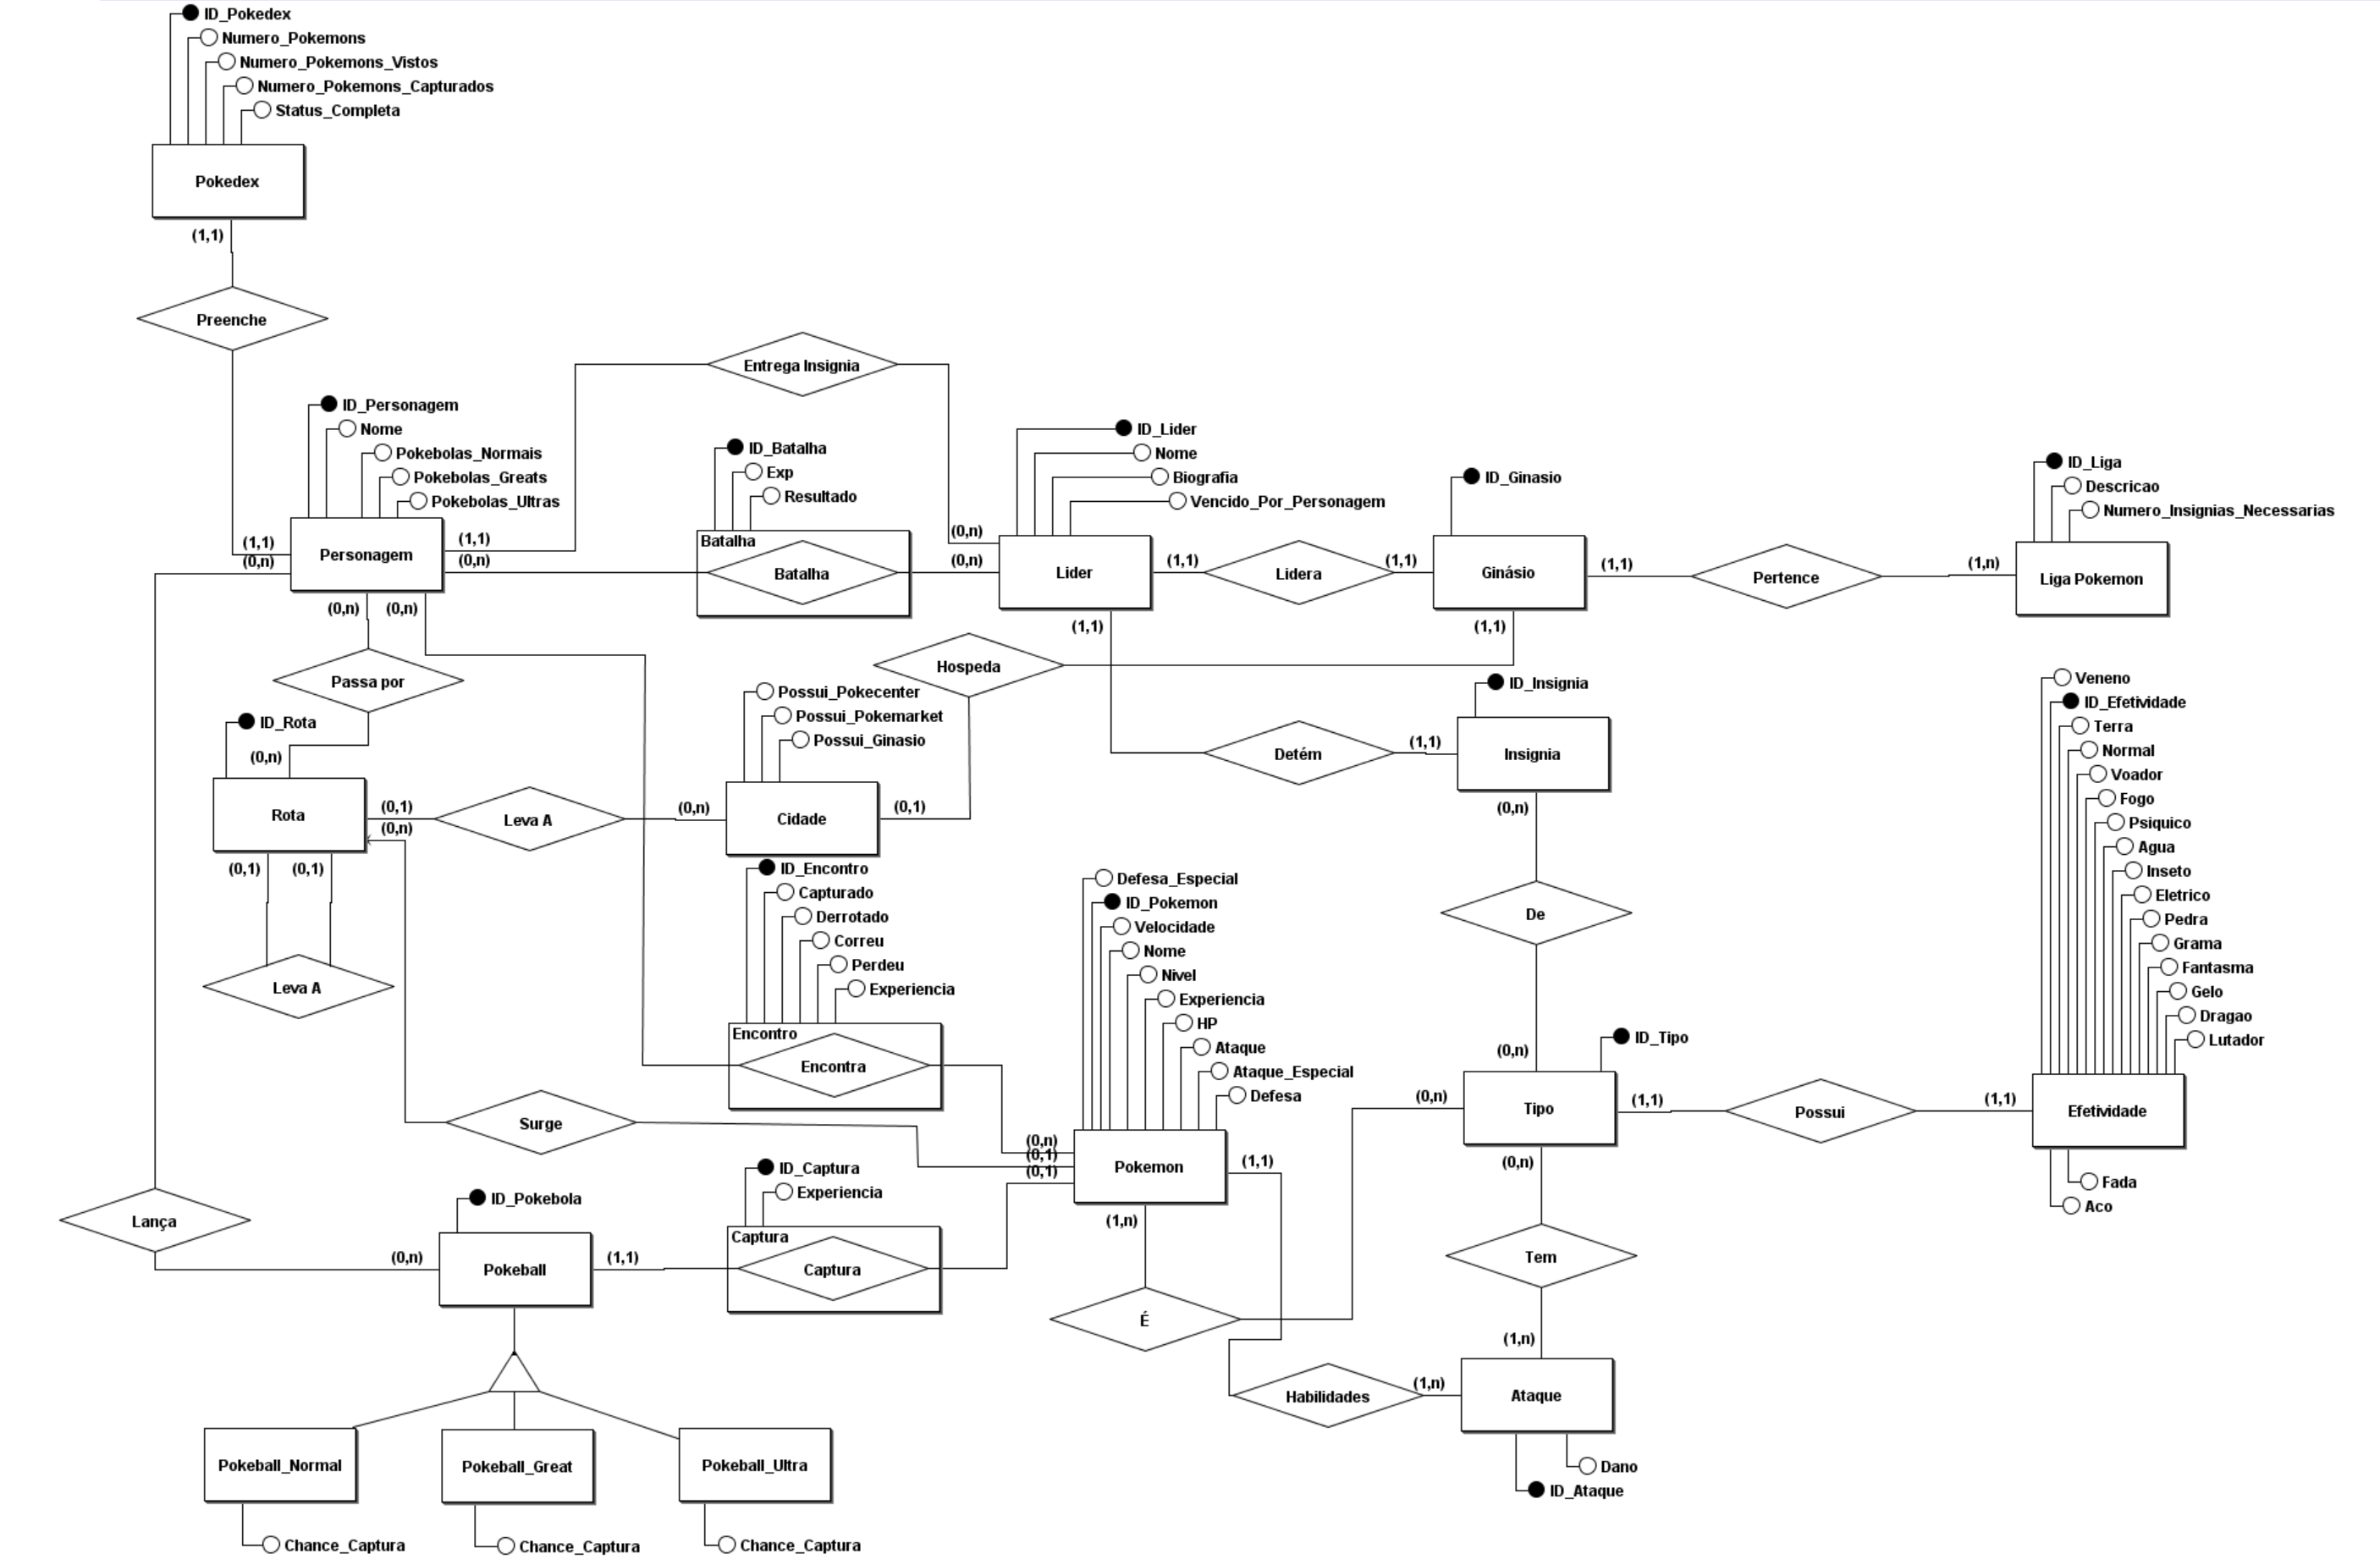 ID_Pokedex
Numero_Pokemons
Numero_Pokemons_Vistos
Numero_Pokemons_Capturados
Status_Completa
Pokedex
(1,1)
Preenche
Entrega Insignia
ID_Personagem
Nome
Pokebolas_Normais
Pokebolas_Greats
Pokebolas_Ultras
Personagem
(1,1)
(0,n)
(1,1)
(0,n)
(0,n)
(0,n)
ID_Batalha
Exp
Resultado
Batalha
Batalha
(0,n)
(0,n)
ID_Lider
Nome
Biografia
Vencido_Por_Personagem
Lider
(1,1)
(1,1)
Lidera
(1,1)
ID_Ginasio
Ginásio
(1,1)
(1,1)
Pertence
(1,n)
ID_Liga
Descricao
Numero_Insignias_Necessarias
Liga Pokemon
Passa por
Hospeda
ID_Rota
(0,n)
Rota
(0,1)
(0,n)
(0,1)
(0,1)
Leva A
Leva A
(0,n)
Possui_Pokecenter
Possui_Pokemarket
Possui_Ginasio
Cidade
(0,1)
Detém
(1,1)
ID_Insignia
Insignia
(0,n)
De
(0,n)
Veneno
ID_Efetividade
Terra
Normal
Voador
Fogo
Psiquico
Agua
Inseto
Eletrico
Pedra
Grama
Fantasma
Gelo
Dragao
Lutador
Efetividade
Fada
Aco
ID_Encontro
Capturado
Derrotado
Correu
Perdeu
Experiencia
Encontro
Encontra
Defesa_Especial
ID_Pokemon
Velocidade
Nome
Nivel
Experiencia
HP
Ataque
Ataque_Especial
Defesa
Pokemon
(0,n)
(0,1)
(0,1)
(1,1)
(1,n)
ID_Tipo
(0,n)
Tipo
(1,1)
(0,n)
Possui
(1,1)
Surge
Lança
(0,n)
ID_Pokebola
Pokeball
(1,1)
ID_Captura
Experiencia
Captura
Captura
É
Tem
(1,n)
Habilidades
(1,n)
Ataque
Dano
ID_Ataque
Pokeball_Normal
Pokeball_Great
Pokeball_Ultra
Chance_Captura
Chance_Captura
Chance_Captura